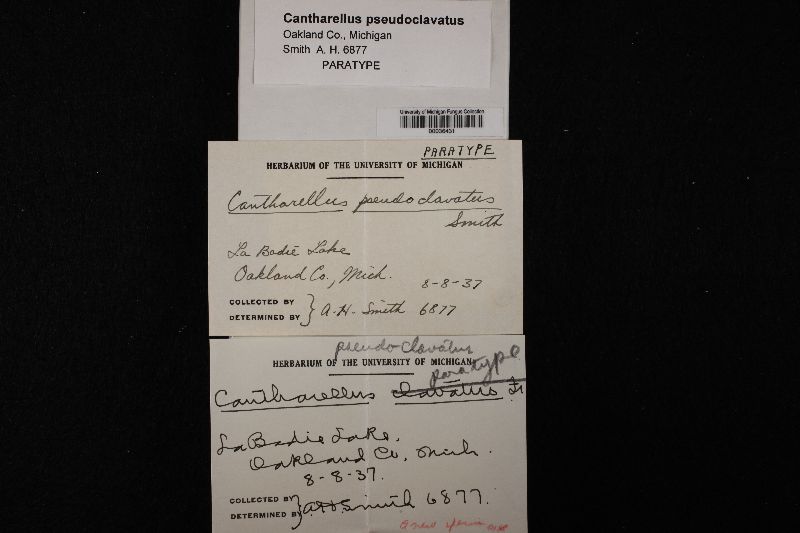 Cantharellus pseudoclavatus
Oakland Co., Michigan
Smith A. H. 6877
PARATYPE
University of Michigan Fungus Collection
PARATYPE
HERBARIUM OF THE UNIVERSITY OF MICHIGAN
Cantharellus pseudoclavatus
Smith
La Badie Lake
Oakland Co., Mich.
8-8-37
COLLECTED BY
DETERMINED BY
A. H. Smith 6877
pseudoclavatus
HERBARIUM OF THE UNIVERSITY OF MICHIGAN
paratype
Cantharellus clavatus Fr
La Badie Lake,
Oakland Co, Mich.
8-8-37.
COLLECTED BY
DETERMINED BY
AHSmith 6877.